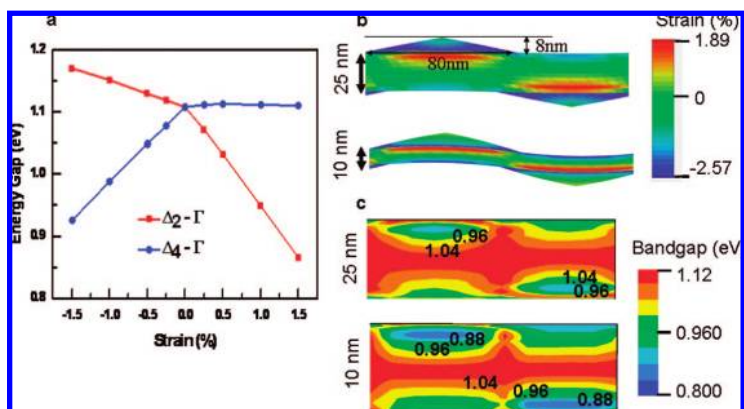 a
Energy Gap (eV)
1.2
1.1
1.0
0.9
0.8
Δ2 - Γ
Δ4 - Γ
-1.5 -1.0 -0.5 0.0 0.5 1.0 1.5
Strain (%)
b
25 nm
80nm
8nm
10 nm
Strain (%)
1.89
0
-2.57
c
25 nm
0.96
1.04
1.04
0.96
10 nm
0.88
0.96
1.04
0.96
0.88
Bandgap (eV
1.12
0.960
0.800